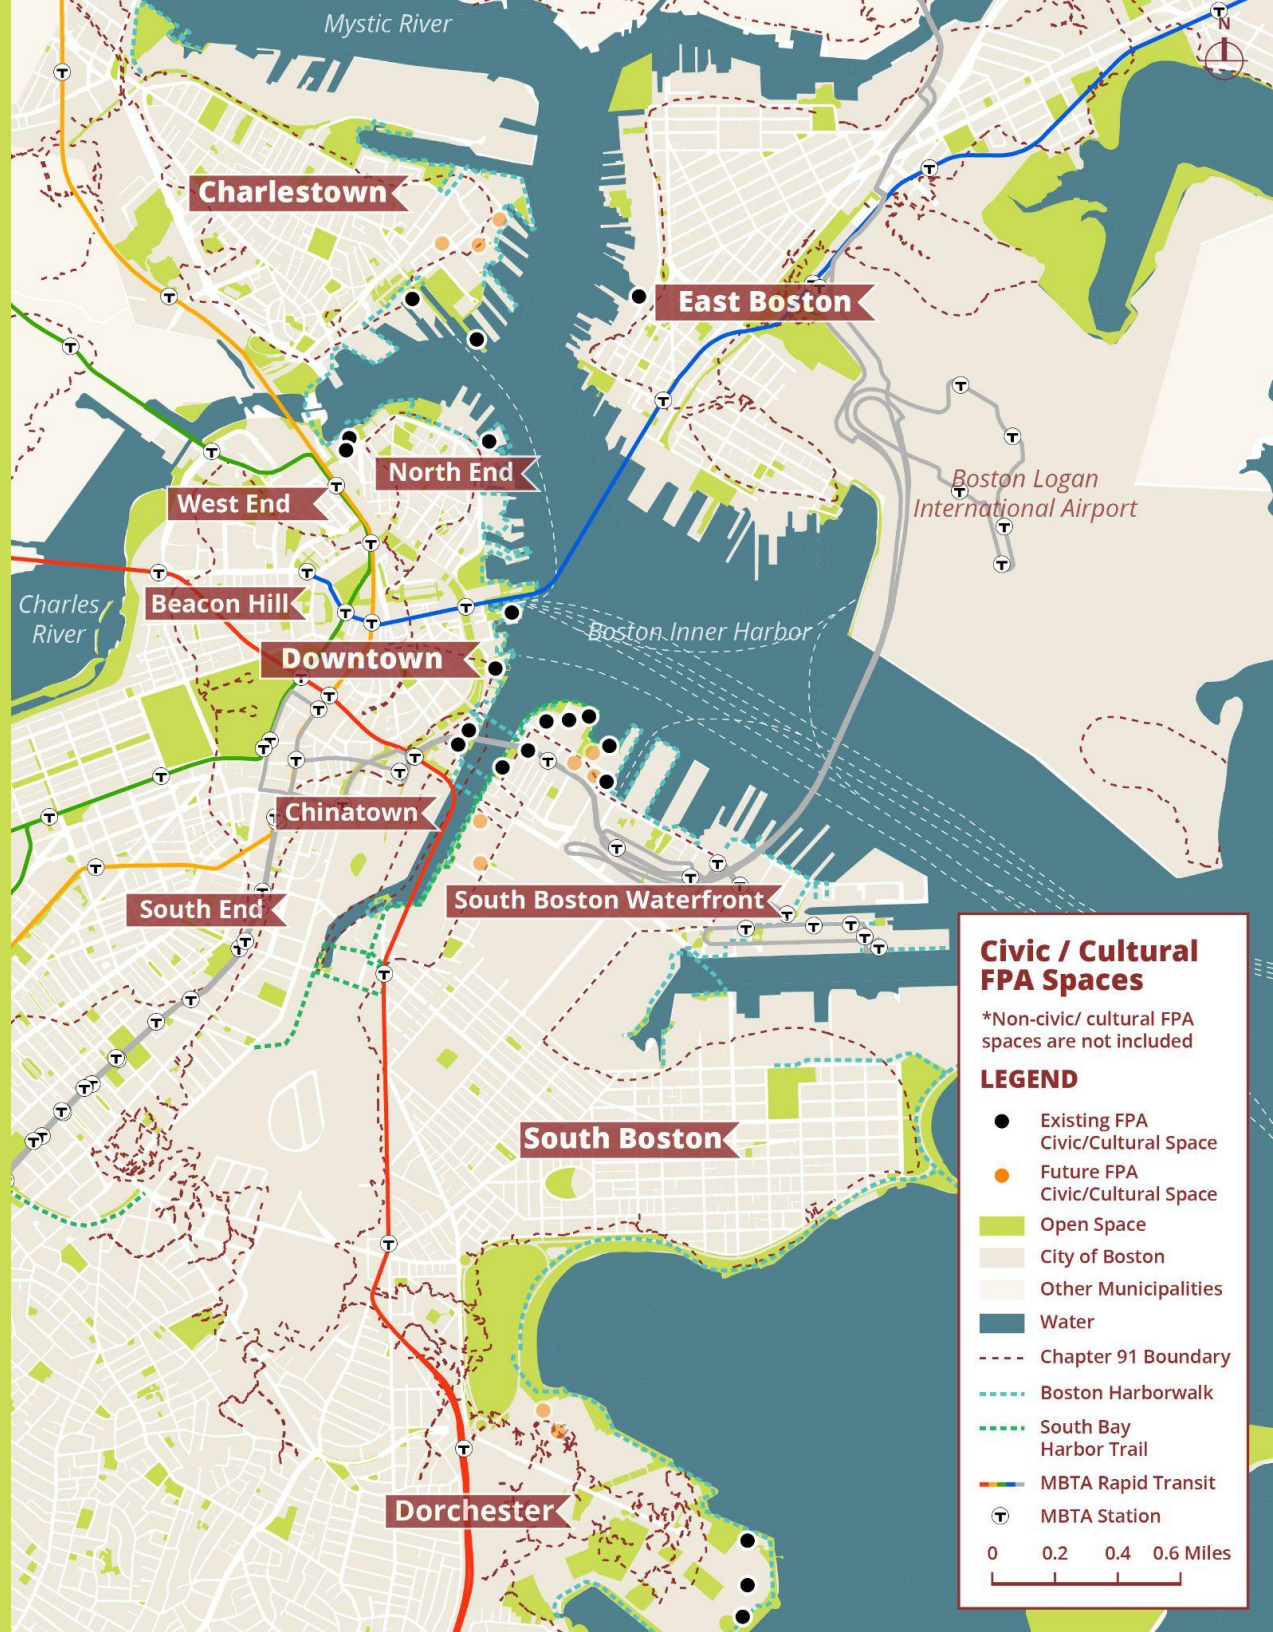 Mystic River
N
Charlestown
East Boston
North End
West End
Boston Logan
International Airport
Charles
River
Beacon Hill
Boston Inner Harbor
Downtown
Chinatown
South Boston Waterfront
South End
South Boston
Dorchester
Civic / Cultural
FPA Spaces
*Non-civic/ cultural FPA
spaces are not included
LEGEND
Existing FPA
Civic/Cultural Space
Future FPA
Civic/Cultural Space
Open Space
City of Boston
Other Municipalities
Water
Chapter 91 Boundary
Boston Harborwalk
South Bay
Harbor Trail
MBTA Rapid Transit
T MBTA Station
0 0.2 0.4 0.6 Miles